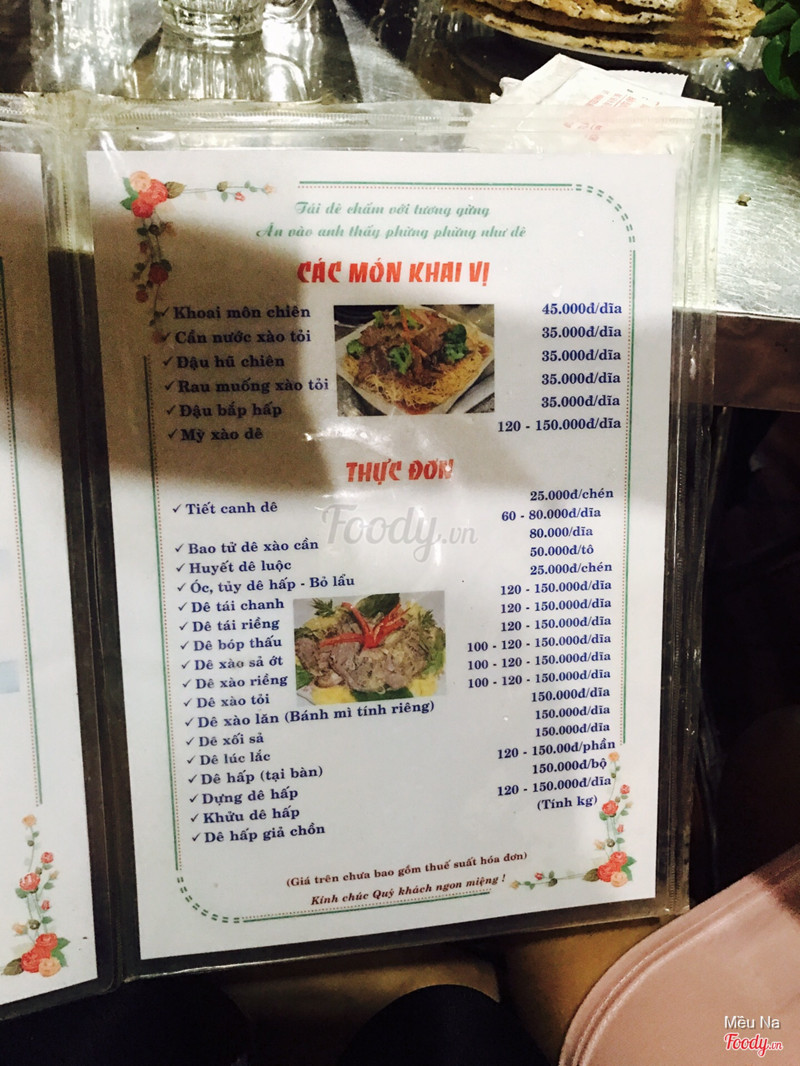 Tái dê chấm với tương gừng
Ăn vào anh thấy phừng phừng như dê
CÁC MÓN KHAI VỊ
✓ Khoai môn chiên 45.000đ/dĩa
✓ Cần nước xào tỏi 35.000đ/dĩa
✓ Đậu hũ chiên 35.000đ/dĩa
✓ Rau muống xào tỏi 35.000đ/dĩa
✓ Đậu bắp hấp 35.000đ/dĩa
✓ Mỳ xào dê 120 - 150.000đ/dĩa
THỰC ĐƠN
✓ Tiết canh dê 25.000đ/chén
60 - 80.000đ/dĩa
✓ Bao tử dê xào cần 80.000/dĩa
✓ Huyết dê luộc 50.000đ/tô
✓ Óc, tủy dê hấp - Bỏ lẩu 25.000đ/chén
✓ Dê tái chanh 120 - 150.000đ/dĩa
✓ Dê tái riềng 120 - 150.000đ/dĩa
✓ Dê bóp thấu 120 - 150.000đ/dĩa
✓ Dê xào sả ớt 100 - 120 - 150.000đ/dĩa
✓ Dê xào riềng 100 - 120 - 150.000đ/dĩa
✓ Dê xào tỏi 100 - 120 - 150.000đ/dĩa
✓ Dê xào lăn (Bánh mì tính riêng) 150.000đ/dĩa
✓ Dê xối sả 150.000đ/dĩa
✓ Dê lúc lắc 150.000đ/dĩa
✓ Dê hấp (tại bàn) 120 - 150.00đ/phần
✓ Dựng dê hấp 150.000đ/bộ
✓ Khửu dê hấp 120 - 150.000đ/dĩa
✓ Dê hấp giả chồn (Tính kg)
(Giá trên chưa bao gồm thuế suất hóa đơn)
Kính chúc Quý khách ngon miệng !
Foody.vn
Mều Na
Foody.vn